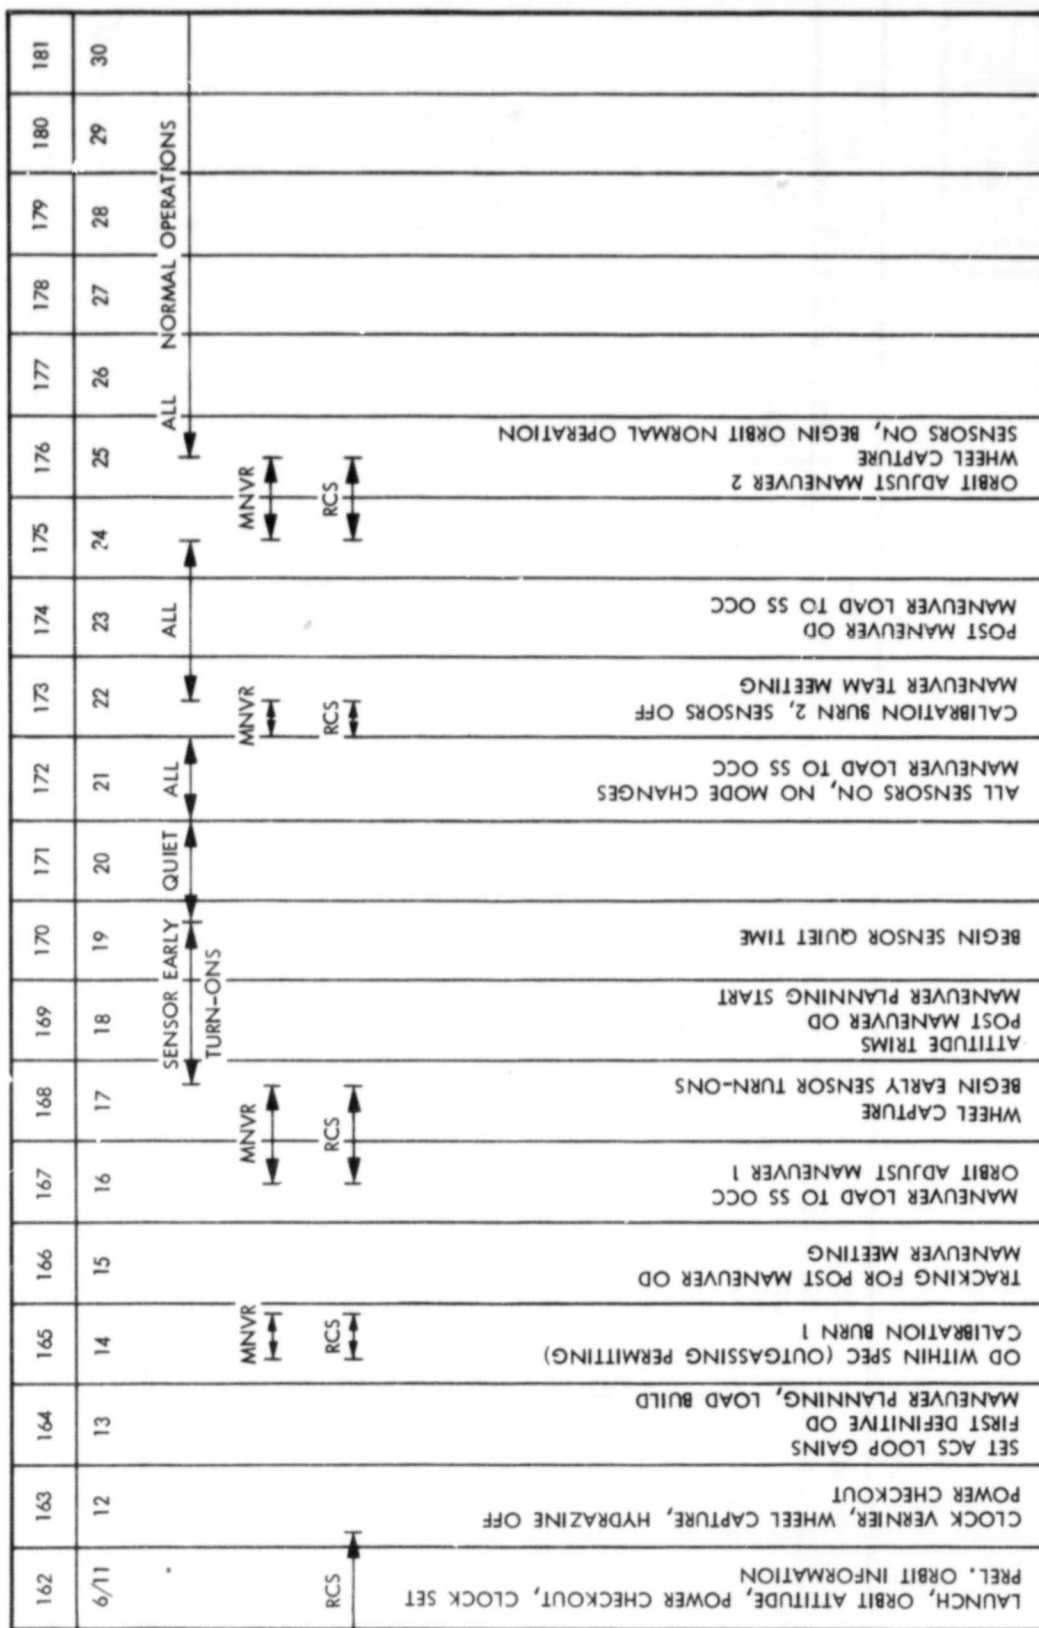 162 163 164 165 166 167 168 169 170 171 172 173 174 175 176 177 178 179 180 181
6/11 12 13 14 15 16 17 18 19 20 21 22 23 24 25 26 27 28 29 30
SENSOR EARLY QUIET ALL ALL ALL NORMAL OPERATIONS
TURN-ONS
MNVR MNVR MNVR MNVR
RCS RCS RCS RCS RCS
LAUNCH, ORBIT ATTITUDE, POWER CHECKOUT, CLOCK SET
PREL. ORBIT INFORMATION
CLOCK VERNIER, WHEEL CAPTURE, HYDRAZINE OFF
POWER CHECKOUT
SET ACS LOOP GAINS
FIRST DEFINITIVE OD
MANEUVER PLANNING, LOAD BUILD
OD WITHIN SPEC (OUTGASSING PERMITTING)
CALIBRATION BURN 1
TRACKING FOR POST MANEUVER OD
MANEUVER MEETING
MANEUVER LOAD TO SS OCC
ORBIT ADJUST MANEUVER 1
WHEEL CAPTURE
BEGIN EARLY SENSOR TURN-ONS
ATTITUDE TRIMS
POST MANEUVER OD
MANEUVER PLANNING START
BEGIN SENSOR QUIET TIME
ALL SENSORS ON, NO MODE CHANGES
MANEUVER LOAD TO SS OCC
CALIBRATION BURN 2, SENSORS OFF
MANEUVER TEAM MEETING
POST MANEUVER OD
MANEUVER LOAD TO SS OCC
ORBIT ADJUST MANEUVER 2
WHEEL CAPTURE
SENSORS ON, BEGIN ORBIT NORMAL OPERATION